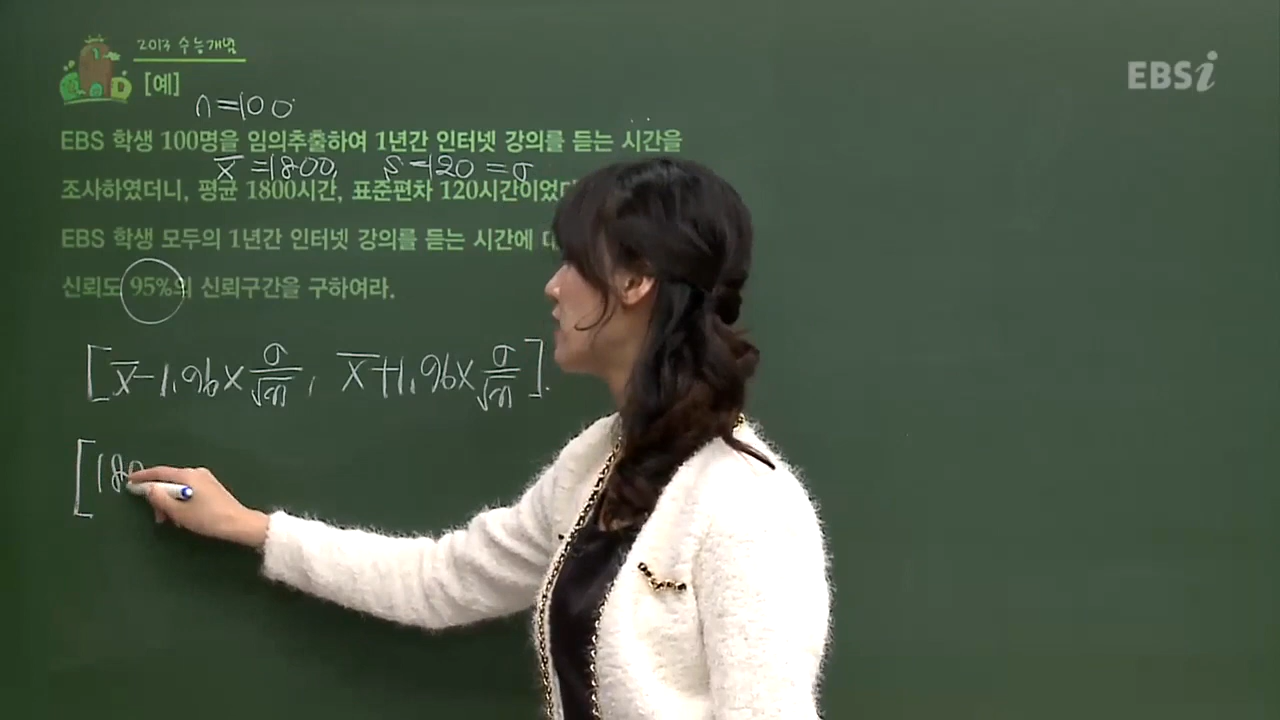 2013 수능개념
EBSi
[예]
n=100
EBS 학생 100명을 임의추출하여 1년간 인터넷 강의를 듣는 시간을
x̄=1800, S=120=σ
조사하였더니, 평균 1800시간, 표준편차 120시간이었
EBS 학생 모두의 1년간 인터넷 강의를 듣는 시간에
신뢰도 95%의 신뢰구간을 구하여라.
[x̄-1.96×σ/√n, x̄+1.96×σ/√n].
[180